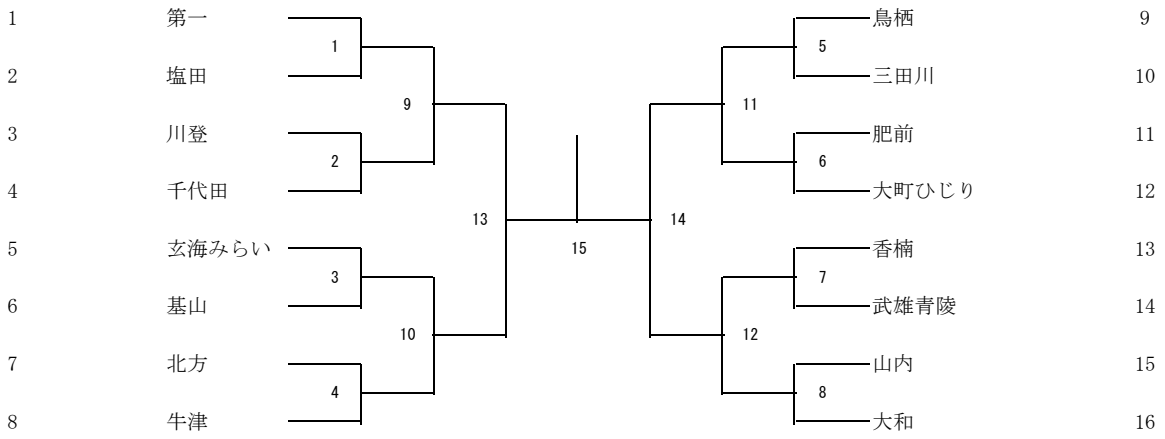 1 第一 鳥栖 9
1 5
2 塩田 三田川 10
9 11
3 川登 肥前 11
2 6
4 千代田 大町ひじり 12
13 14
15
5 玄海みらい 香楠 13
3 7
6 基山 武雄青陵 14
10 12
7 北方 山内 15
4 8
8 牛津 大和 16